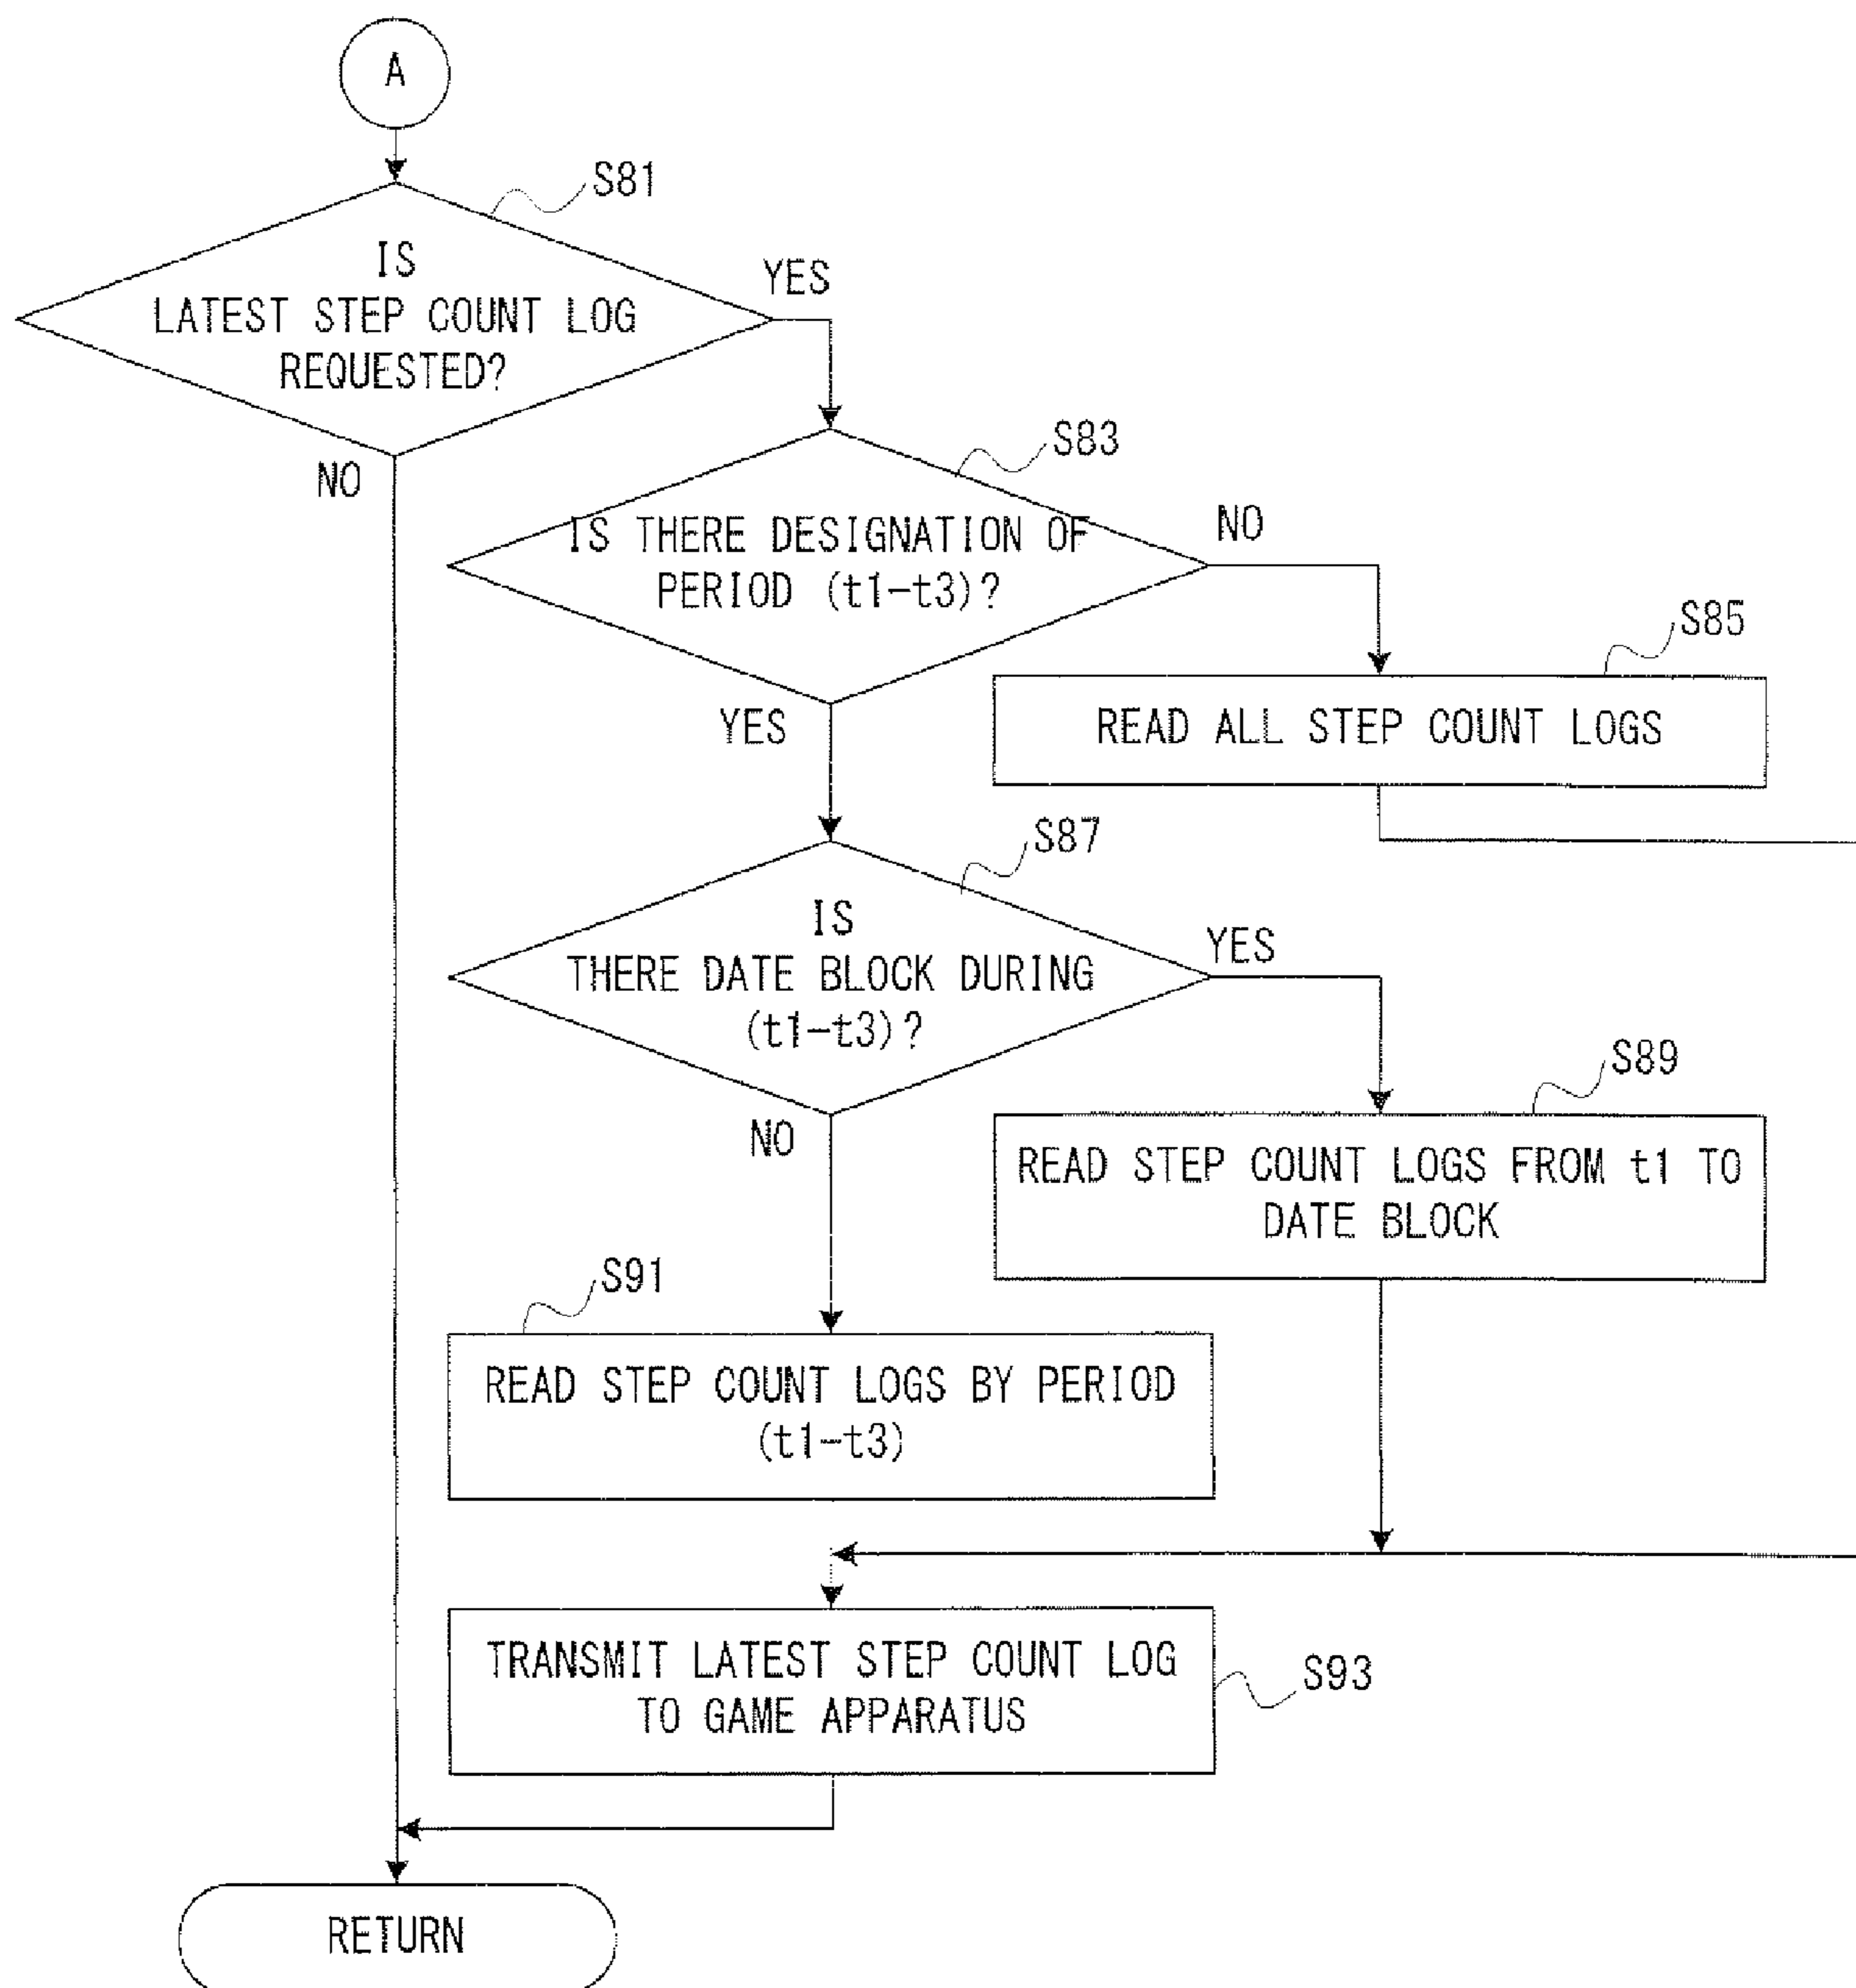 A
S81
IS
LATEST STEP COUNT LOG
REQUESTED?
YES
NO
S83
IS THERE DESIGNATION OF
PERIOD (t1-t3)?
NO
YES
S85
READ ALL STEP COUNT LOGS
S87
IS
THERE DATE BLOCK DURING
(t1-t3)?
YES
NO
S89
READ STEP COUNT LOGS FROM t1 TO
DATE BLOCK
S91
READ STEP COUNT LOGS BY PERIOD
(t1-t3)
TRANSMIT LATEST STEP COUNT LOG
TO GAME APPARATUS
S93
RETURN